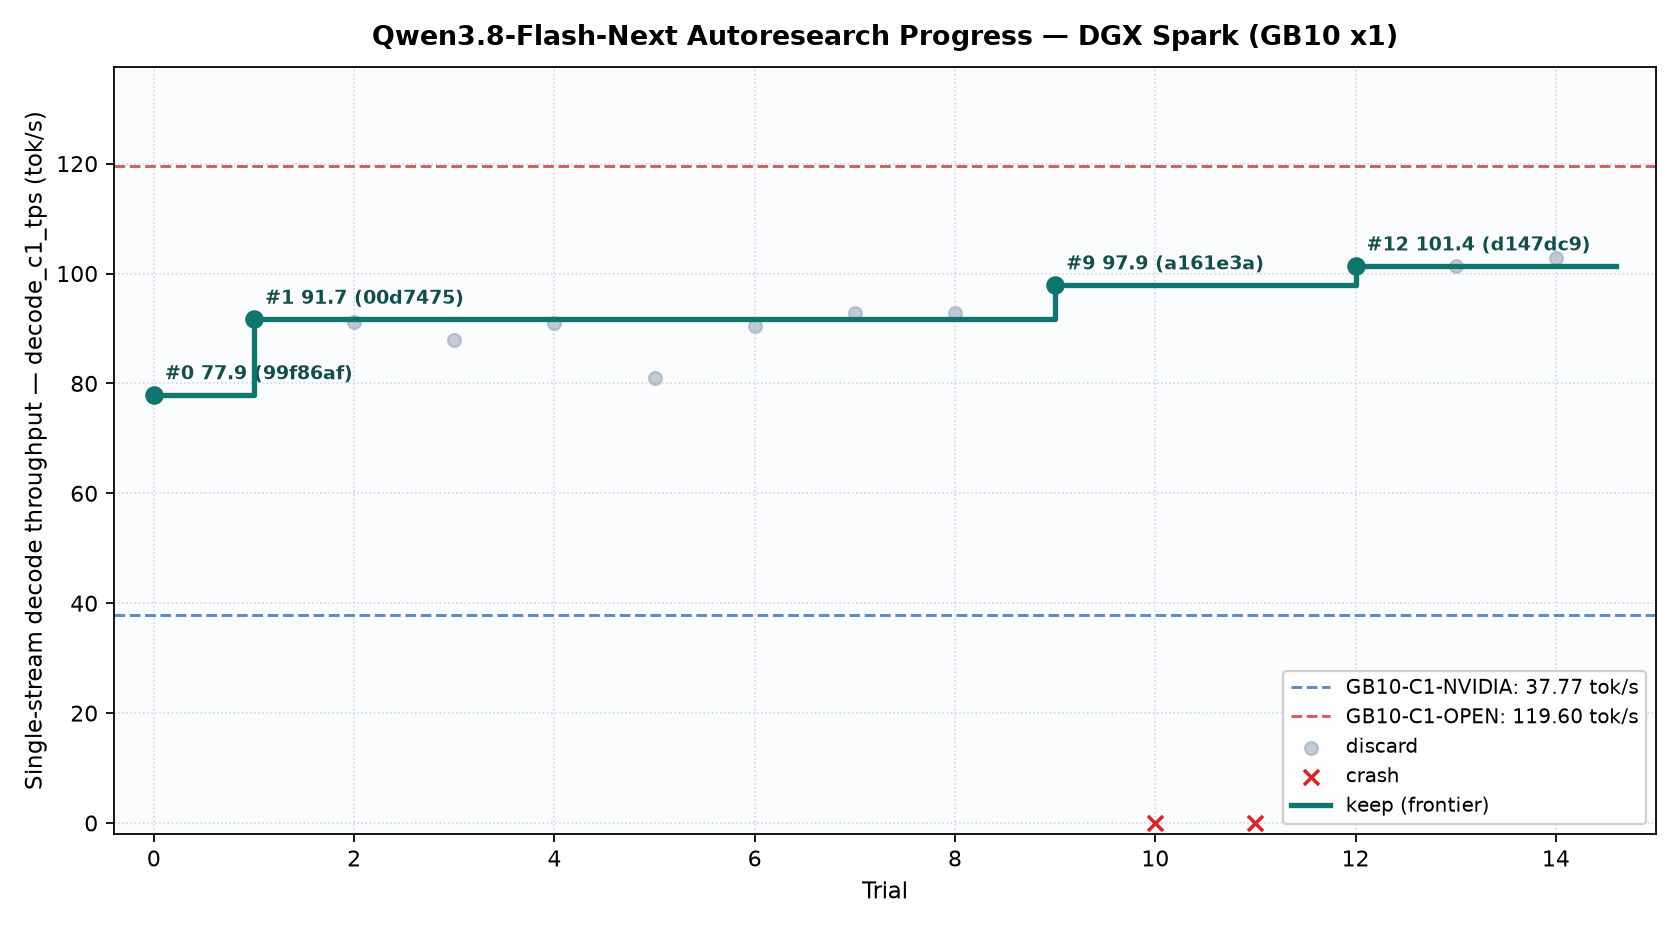 Qwen3.8-Flash-Next Autoresearch Progress — DGX Spark (GB10 x1)
Single-stream decode throughput — decode_c1_tps (tok/s)
120
100
80
60
40
20
0
#0 77.9 (99f86af)
#1 91.7 (00d7475)
#9 97.9 (a161e3a)
#12 101.4 (d147dc9)
GB10-C1-NVIDIA: 37.77 tok/s
GB10-C1-OPEN: 119.60 tok/s
discard
crash
keep (frontier)
0 2 4 6 8 10 12 14
Trial